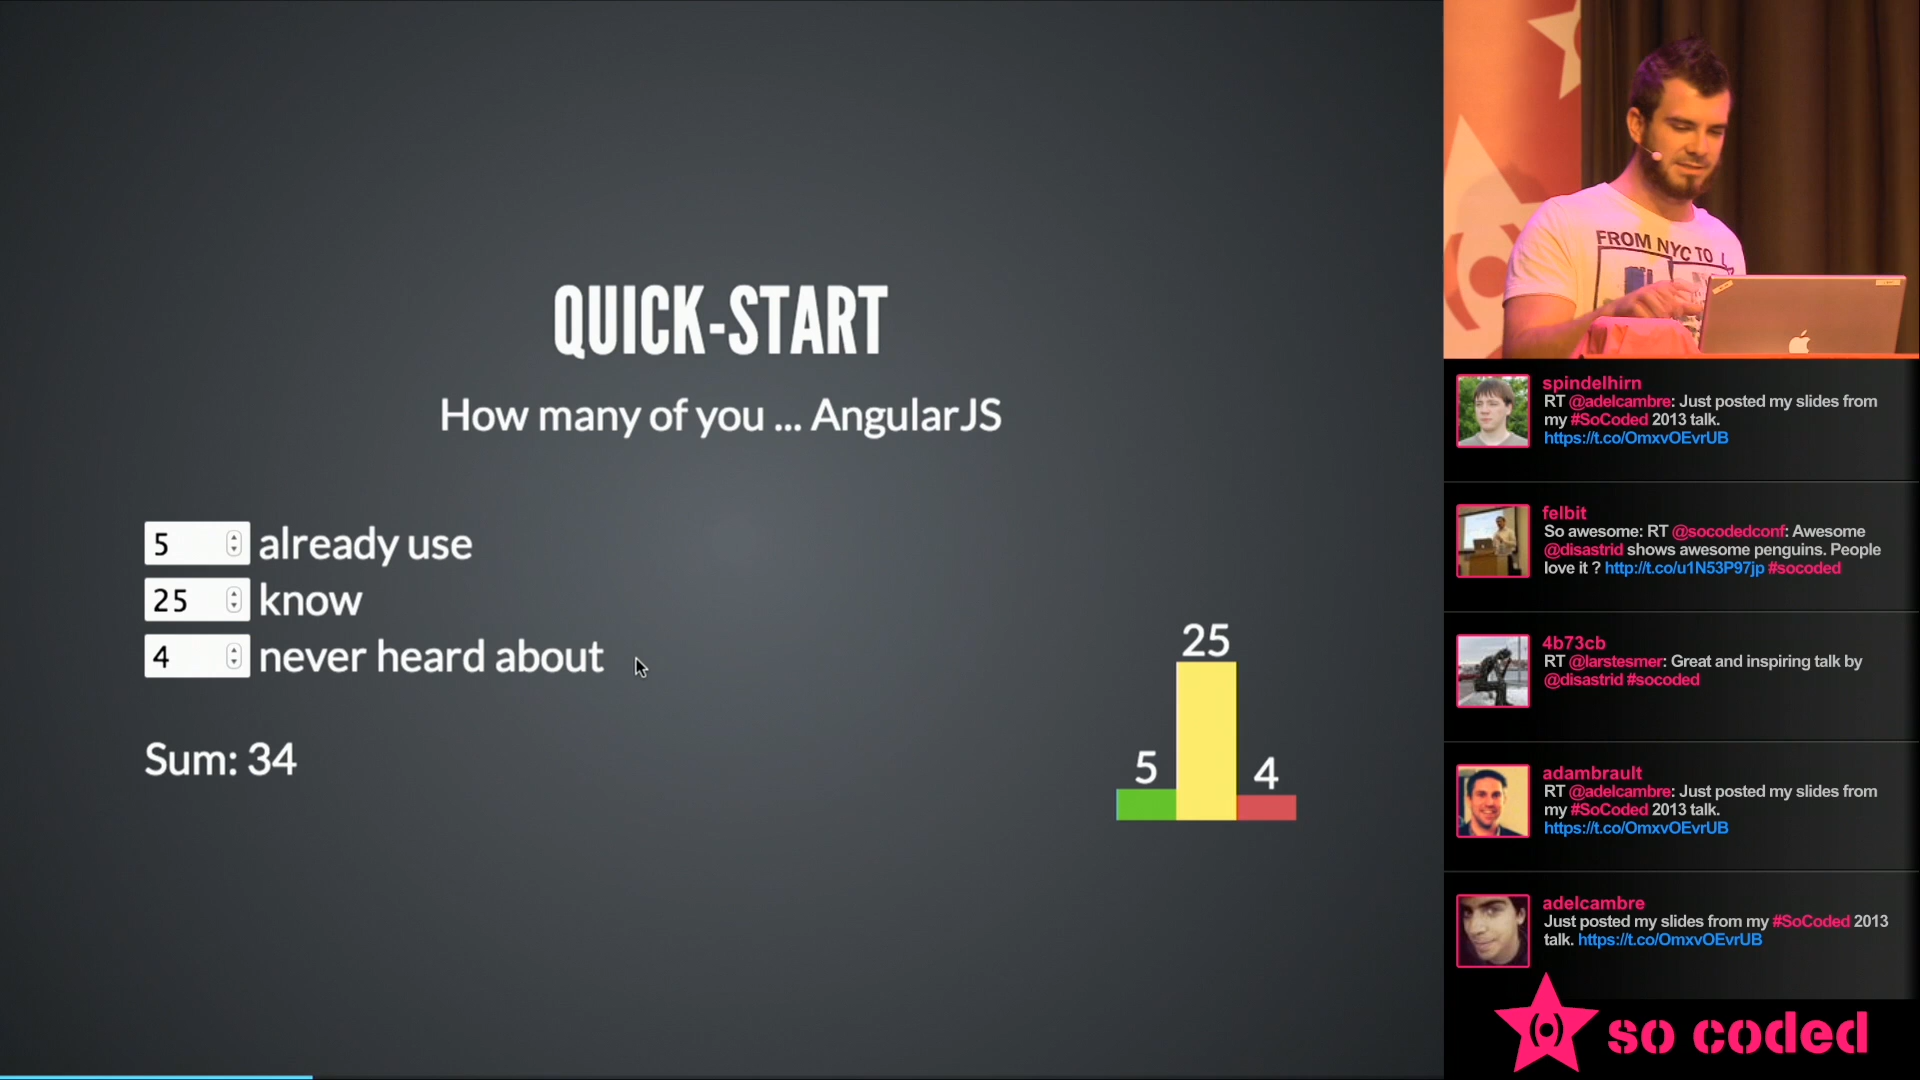 QUICK-START
How many of you ... AngularJS
5 already use
25 know
4 never heard about
Sum: 34
25
5
4
FROM NYC TO L
spindelhirn
RT @adelcambre: Just posted my slides from
my #SoCoded 2013 talk.
https://t.co/OmxvOEvrUB
felbit
So awesome: RT @socodedconf: Awesome
@disastrid shows awesome penguins. People
love it ? http://t.co/u1N53P97jp #socoded
4b73cb
RT @larstesmer: Great and inspiring talk by
@disastrid #socoded
adambrault
RT @adelcambre: Just posted my slides from
my #SoCoded 2013 talk.
https://t.co/OmxvOEvrUB
adelcambre
Just posted my slides from my #SoCoded 2013
talk. https://t.co/OmxvOEvrUB
so coded